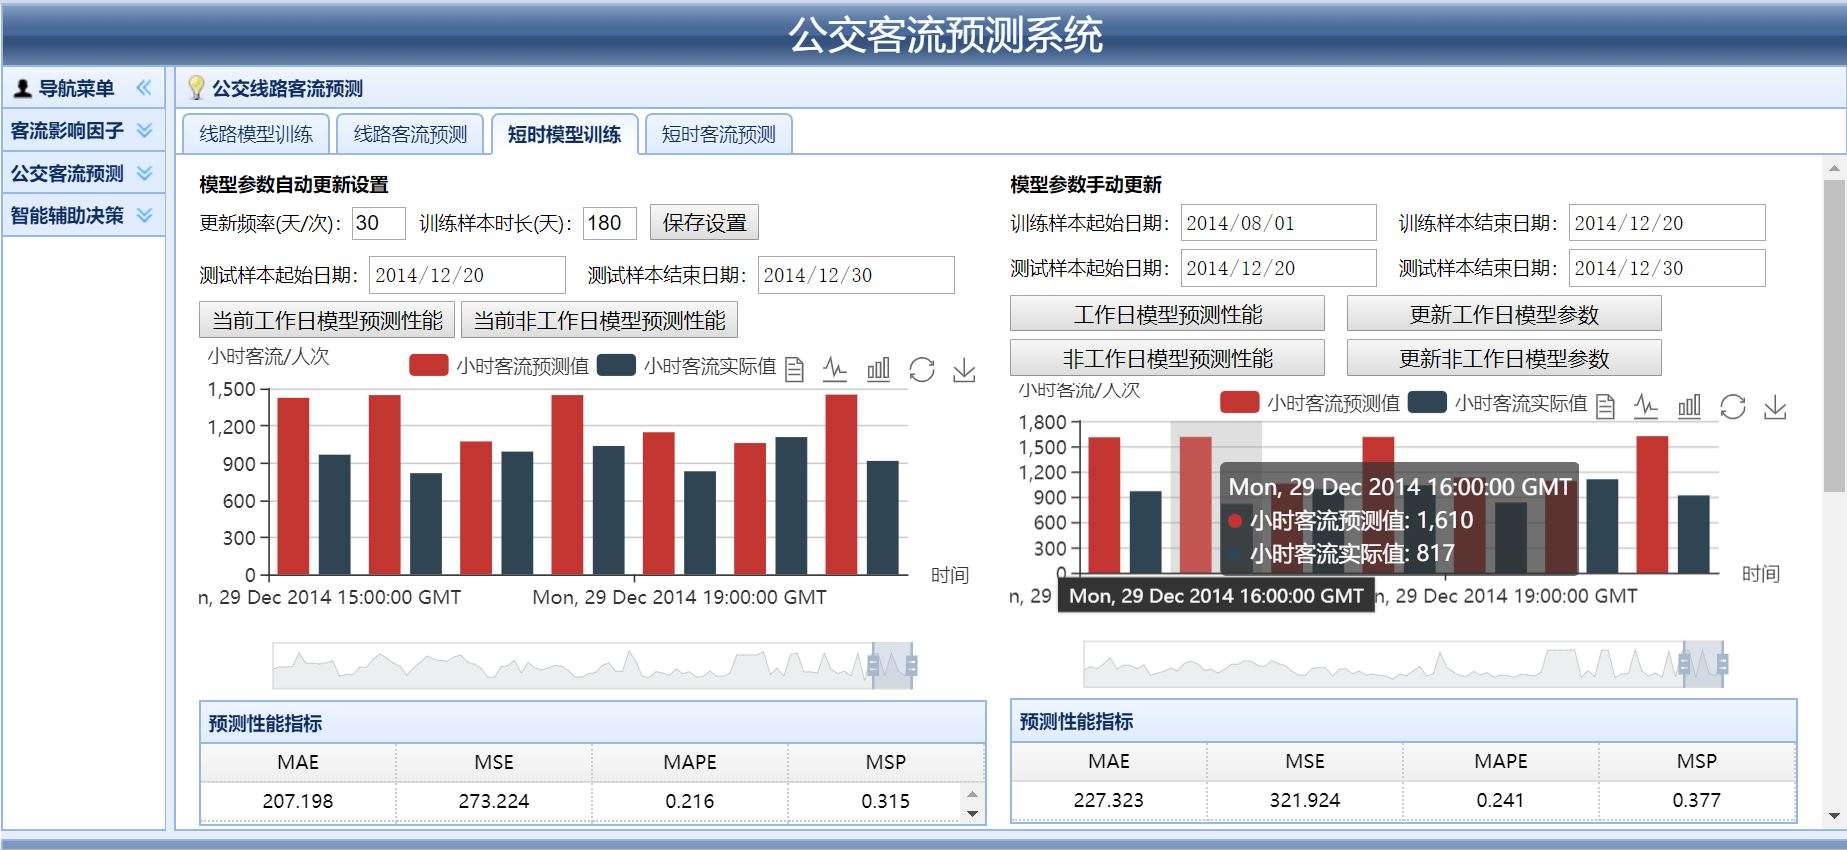 公交客流预测系统
导航菜单
客流影响因子
公交客流预测
智能辅助决策
公交线路客流预测
线路模型训练 线路客流预测 短时模型训练 短时客流预测
模型参数自动更新设置
更新频率(天/次): 30 训练样本时长(天): 180 保存设置
测试样本起始日期: 2014/12/20 测试样本结束日期: 2014/12/30
当前工作日模型预测性能 当前非工作日模型预测性能
小时客流/人次
小时客流预测值 小时客流实际值
1,500
1,200
900
600
300
0
时间
n, 29 Dec 2014 15:00:00 GMT Mon, 29 Dec 2014 19:00:00 GMT
预测性能指标
MAE MSE MAPE MSP
207.198 273.224 0.216 0.315
模型参数手动更新
训练样本起始日期: 2014/08/01 训练样本结束日期: 2014/12/20
测试样本起始日期: 2014/12/20 测试样本结束日期: 2014/12/30
工作日模型预测性能 更新工作日模型参数
非工作日模型预测性能 更新非工作日模型参数
小时客流/人次
小时客流预测值 小时客流实际值
1,800
1,500
1,200
900
600
300
0
Mon, 29 Dec 2014 16:00:00 GMT
小时客流预测值: 1,610
小时客流实际值: 817
时间
n, 29 Mon, 29 Dec 2014 16:00:00 GMT n, 29 Dec 2014 19:00:00 GMT
预测性能指标
MAE MSE MAPE MSP
227.323 321.924 0.241 0.377